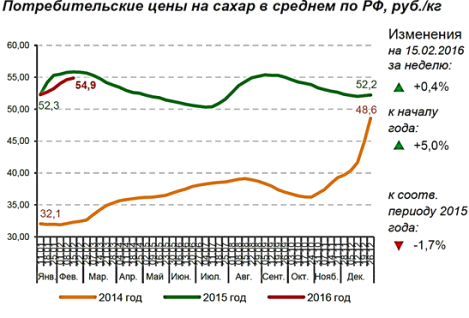 Потребительские цены на сахар в среднем по РФ, руб./кг
60,00
55,00
50,00
45,00
40,00
35,00
30,00
52,3
54,9
52,2
48,6
32,1
Янв. Фев. Мар. Апр. Май Июн. Июл. Авг. Сент. Окт. Нояб. Дек.
2014 год 2015 год 2016 год
Изменения
на 15.02.2016
за неделю:
+0,4%
к началу
года:
+5,0%
к соотв.
периоду 2015
года:
-1,7%